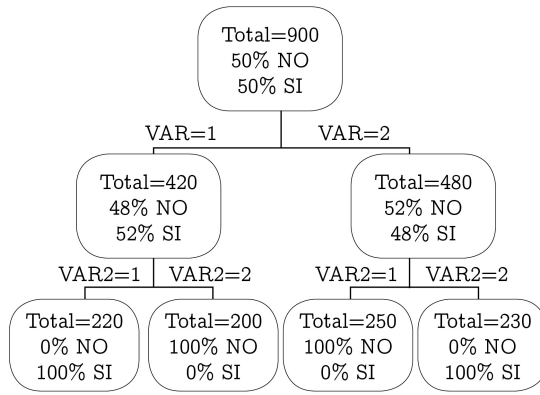 Total=900
50% NO
50% SI
VAR=1
VAR=2
Total=420
48% NO
52% SI
Total=480
52% NO
48% SI
VAR2=1
VAR2=2
VAR2=1
VAR2=2
Total=220
0% NO
100% SI
Total=200
100% NO
0% SI
Total=250
100% NO
0% SI
Total=230
0% NO
100% SI